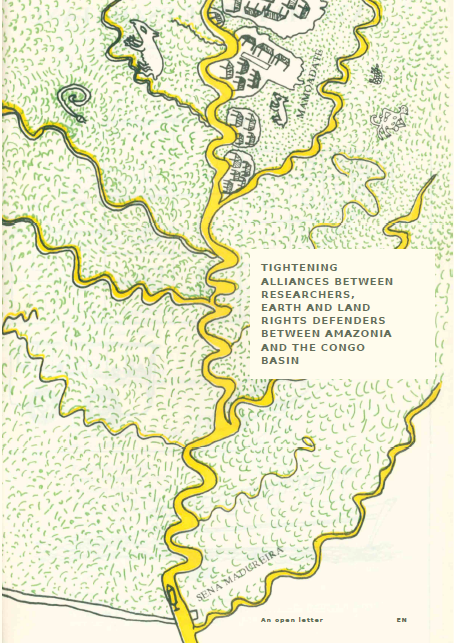 MAMOADATE
TIGHTENING
ALLIANCES BETWEEN
RESEARCHERS,
EARTH AND LAND
RIGHTS DEFENDERS
BETWEEN AMAZONIA
AND THE CONGO
BASIN
SENA MADUREIRA
An open letter
EN